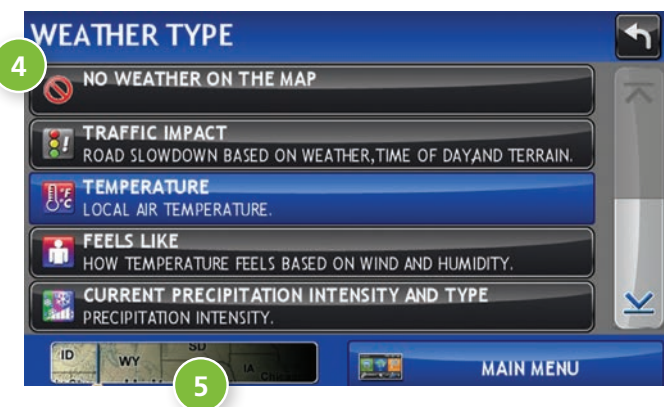 WEATHER TYPE
4
NO WEATHER ON THE MAP
TRAFFIC IMPACT
ROAD SLOWDOWN BASED ON WEATHER,TIME OF DAY,AND TERRAIN.
°F
°C
TEMPERATURE
LOCAL AIR TEMPERATURE.
FEELS LIKE
HOW TEMPERATURE FEELS BASED ON WIND AND HUMIDITY.
CURRENT PRECIPITATION INTENSITY AND TYPE
PRECIPITATION INTENSITY.
ID WY SD IA
MAIN MENU
5